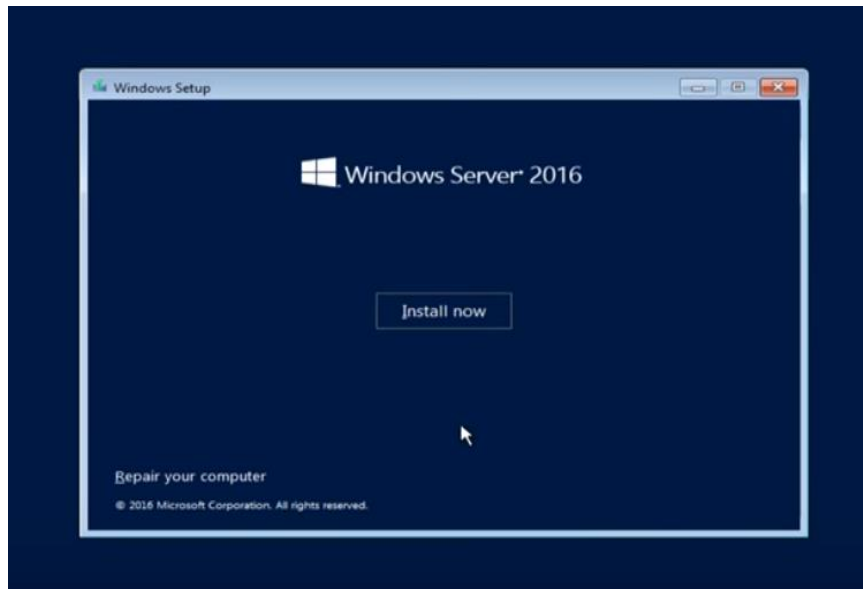 Windows Setup
Windows Server 2016
Install now
Repair your computer
© 2016 Microsoft Corporation. All rights reserved.